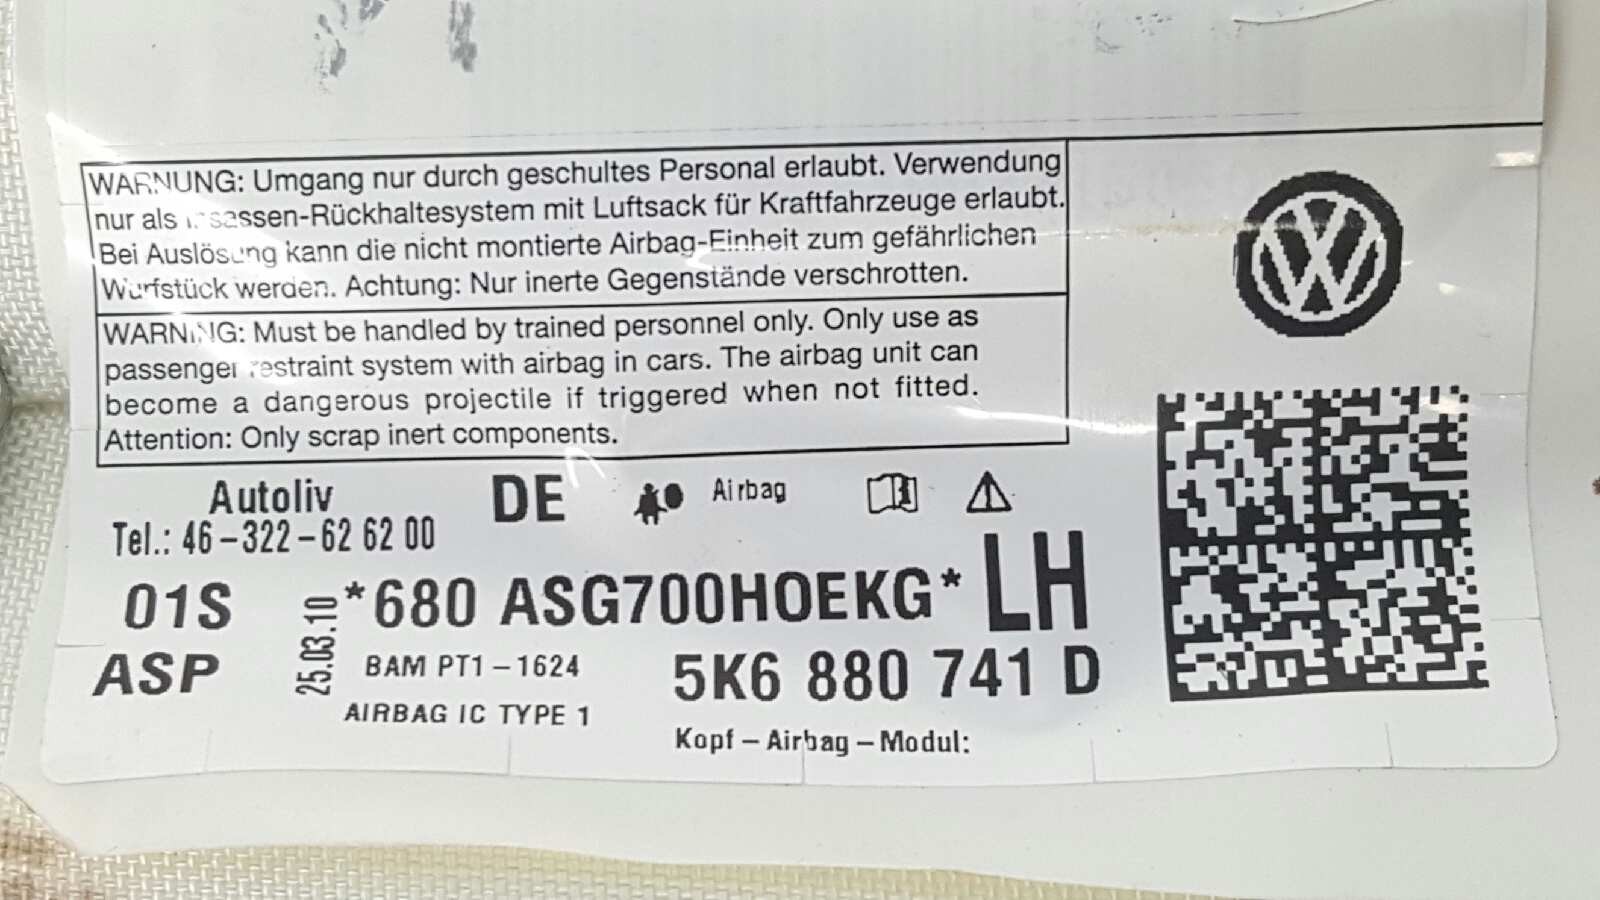 WARNUNG: Umgang nur durch geschultes Personal erlaubt. Verwendung
nur als Insassen-Rückhaltesystem mit Luftsack für Kraftfahrzeuge erlaubt.
Bei Auslösung kann die nicht montierte Airbag-Einheit zum gefährlichen
Wurfstück werden. Achtung: Nur inerte Gegenstände verschrotten.
WARNING: Must be handled by trained personnel only. Only use as
passenger restraint system with airbag in cars. The airbag unit can
become a dangerous projectile if triggered when not fitted.
Attention: Only scrap inert components.
Autoliv DE Airbag
Tel.: 46-322-62 62 00
01S *680 ASG700HOEKG* LH
25.03.10
ASP BAM PT1-1624 5K6 880 741 D
AIRBAG IC TYPE 1
Kopf-Airbag-Modul: